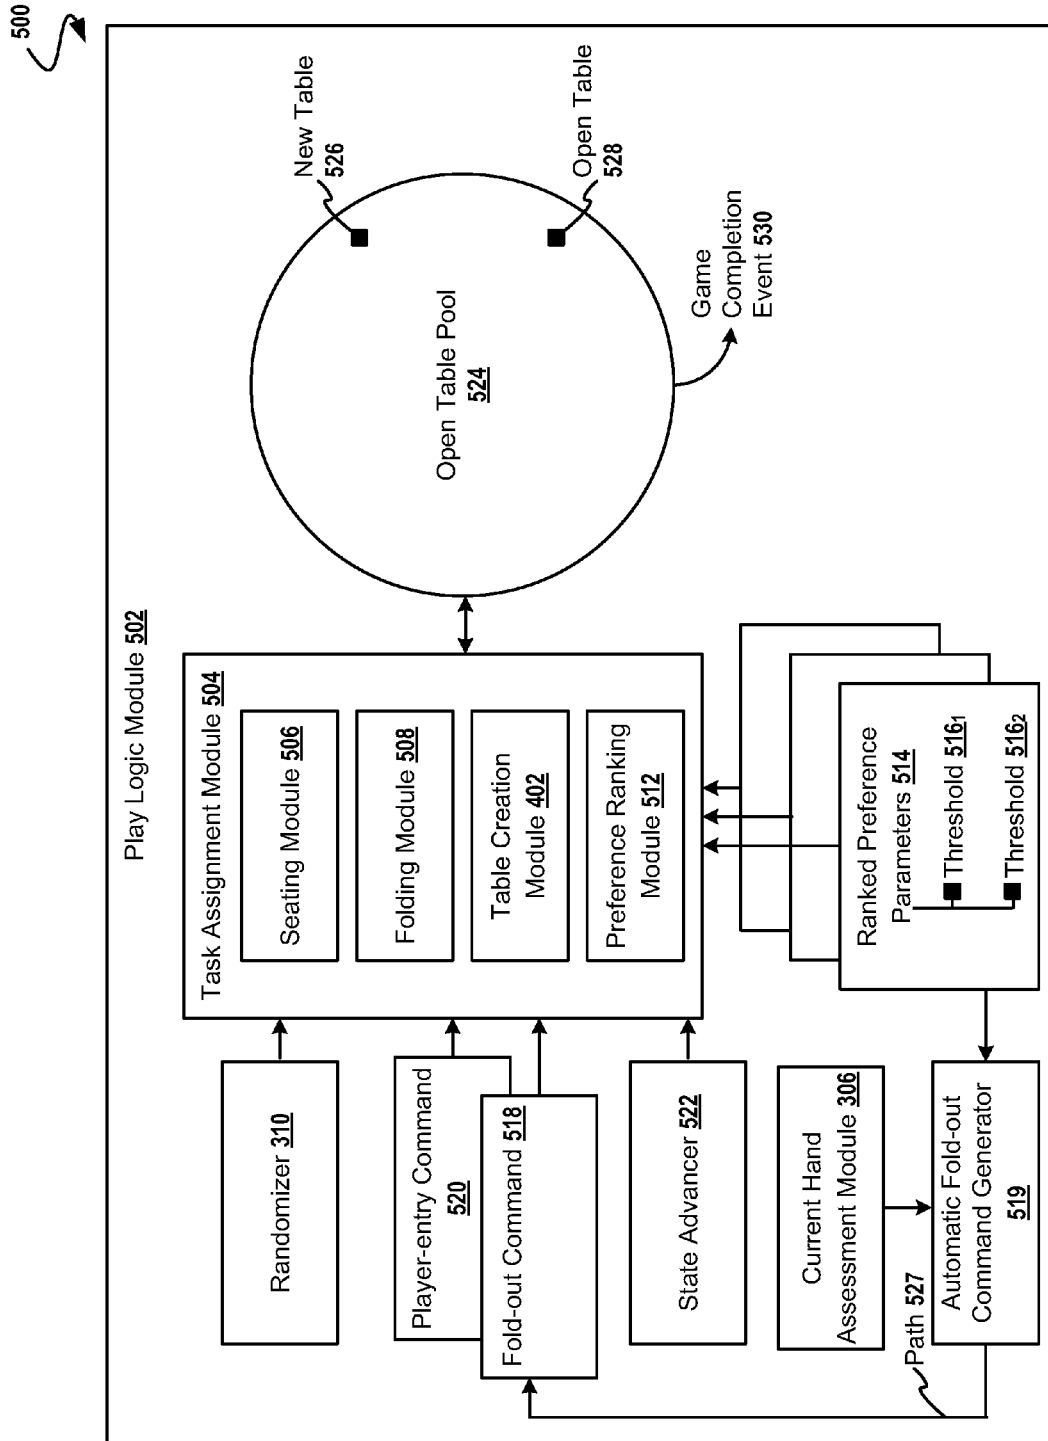 500
Play Logic Module 502
Randomizer 310
Player-entry Command
520
Fold-out Command 518
State Advancer 522
Current Hand
Assessment Module 306
Automatic Fold-out
Command Generator
519
Path 527
Task Assignment Module 504
Seating Module 506
Folding Module 508
Table Creation
Module 402
Preference Ranking
Module 512
Ranked Preference
Parameters 514
Threshold 516₁
Threshold 516₂
Open Table Pool
524
New Table
526
Open Table
528
Game
Completion
Event 530